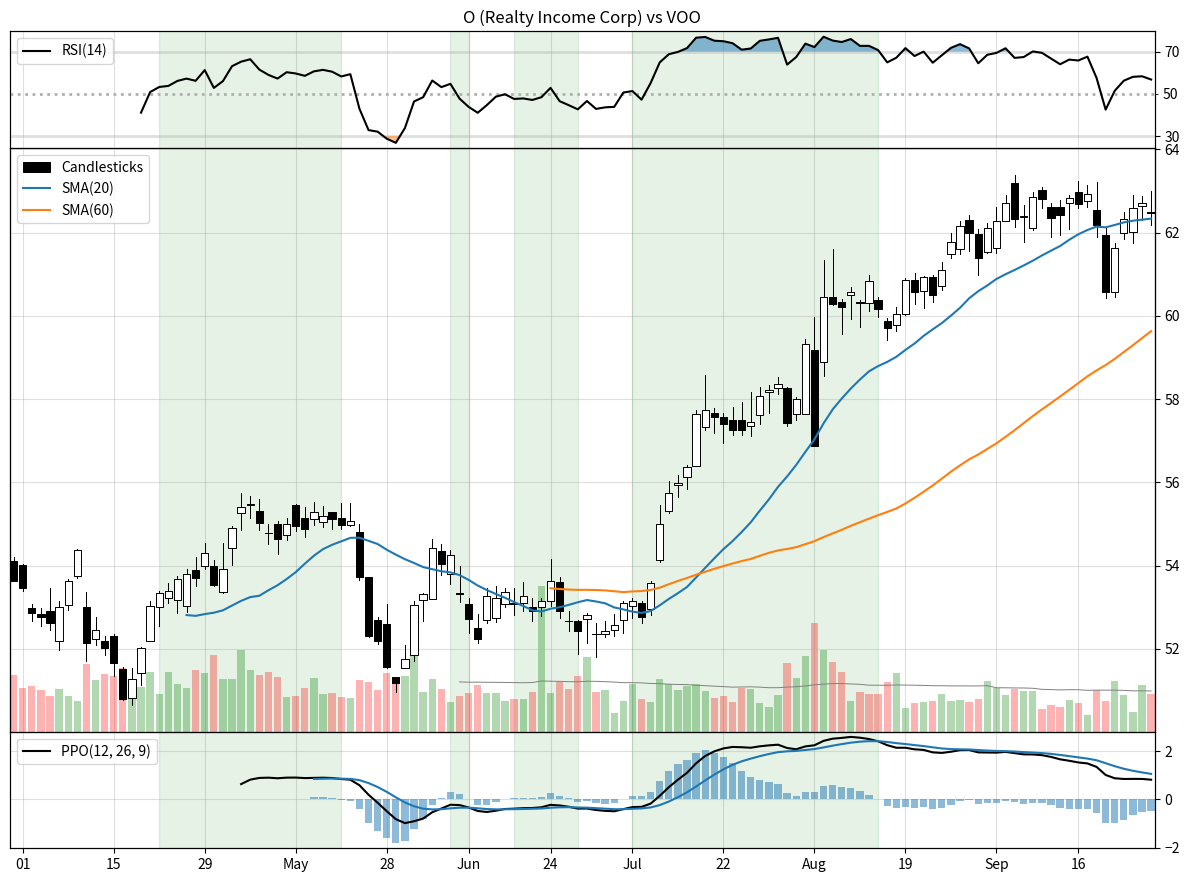 O (Realty Income Corp) vs VOO
RSI(14)
70
50
30
64
Candlesticks
SMA(20)
SMA(60)
62
60
58
56
54
52
PPO(12, 26, 9)
2
0
−2
01 15 29 May 28 Jun 24 Jul 22 Aug 19 Sep 16